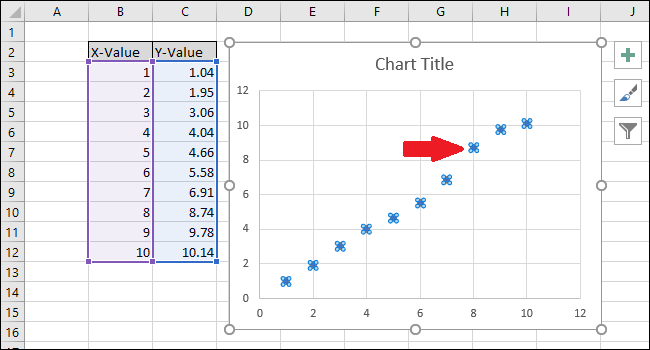 A B C D E F G H I J
1
2 X-Value Y-Value
3 1 1.04
4 2 1.95
5 3 3.06
6 4 4.04
7 5 4.66
8 6 5.58
9 7 6.91
10 8 8.74
11 9 9.78
12 10 10.14
13
14
15
16
Chart Title
12
10
8
6
4
2
0
0 2 4 6 8 10 12